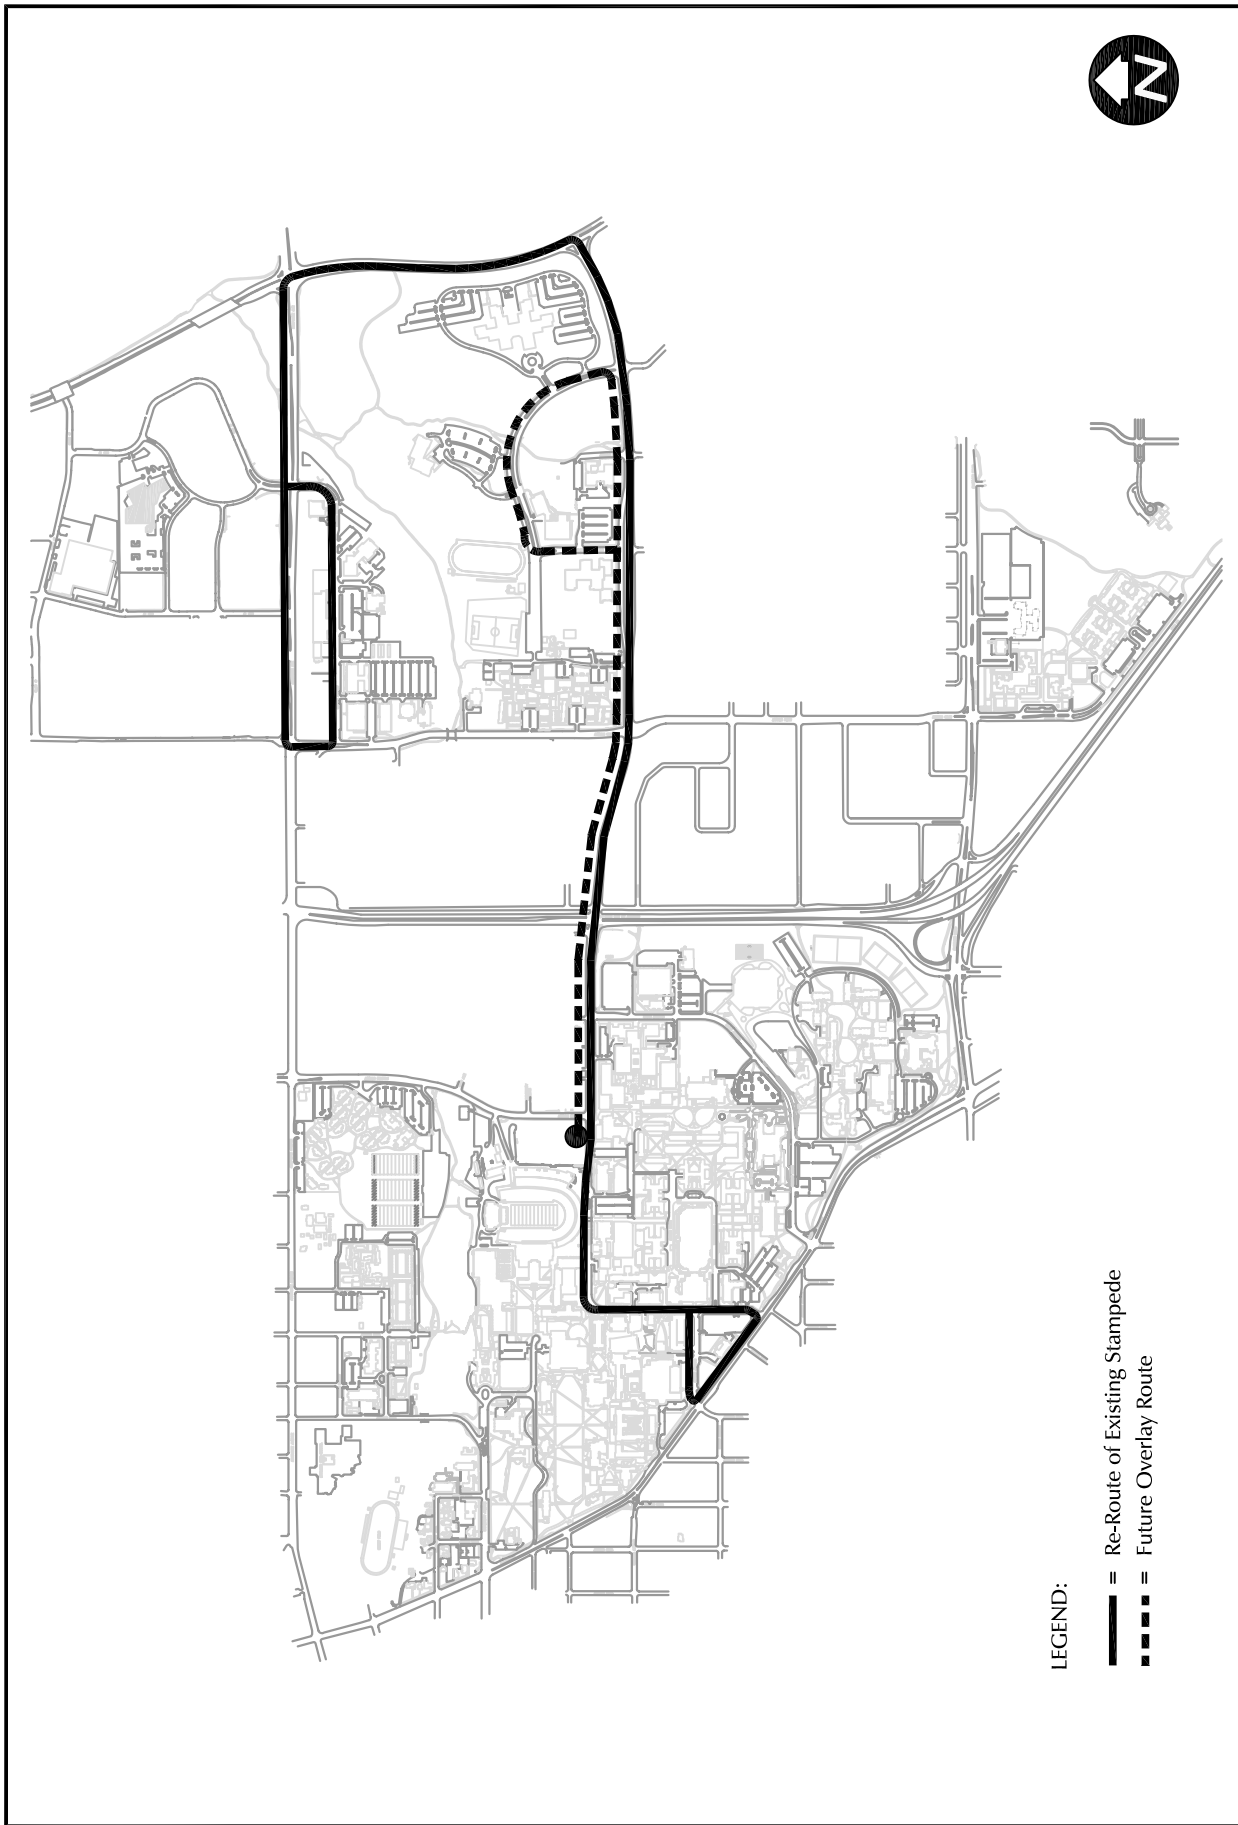 N
LEGEND:
= Re-Route of Existing Stampede
= Future Overlay Route